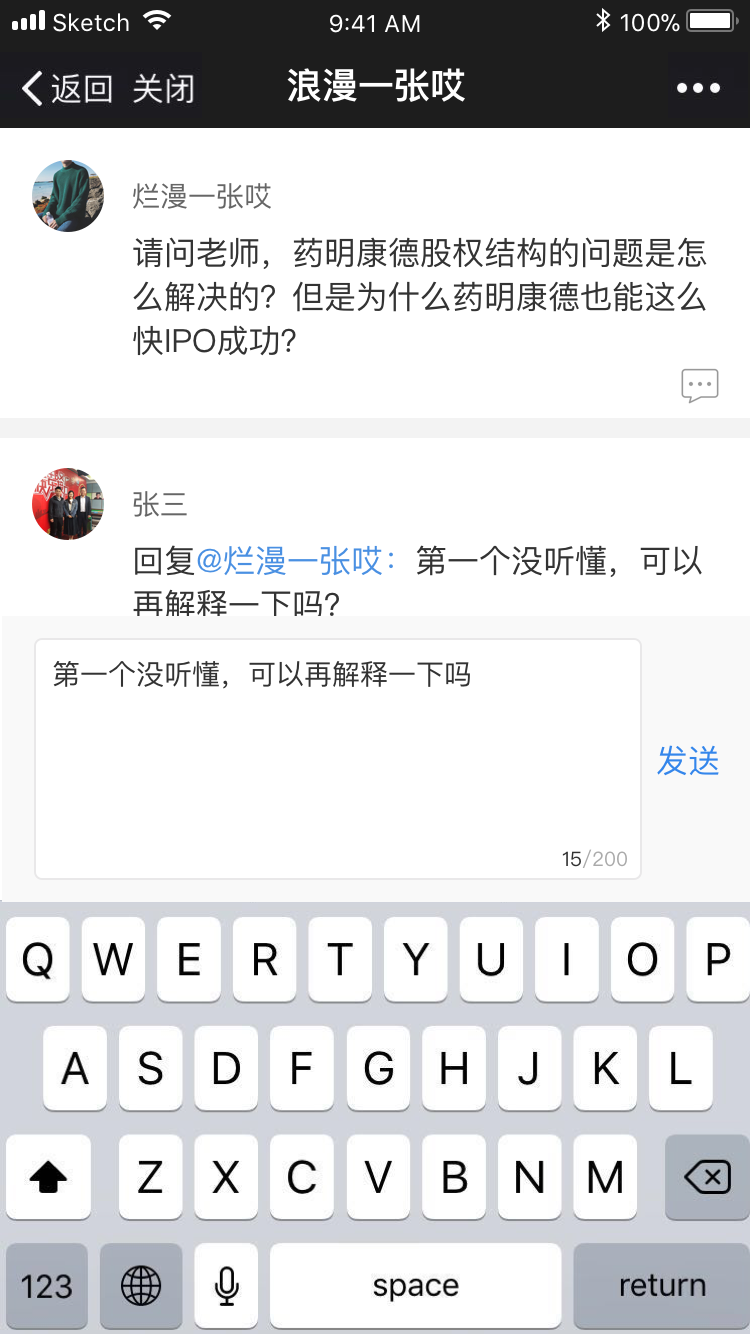 Sketch 9:41 AM 100%
返回 关闭 浪漫一张哎
烂漫一张哎
请问老师，药明康德股权结构的问题是怎
么解决的？但是为什么药明康德也能这么
快IPO成功？
张三
回复@烂漫一张哎：第一个没听懂，可以
再解释一下吗？
第一个没听懂，可以再解释一下吗
发送
15/200
Q W E R T Y U I O P
A S D F G H J K L
Z X C V B N M
123 space return